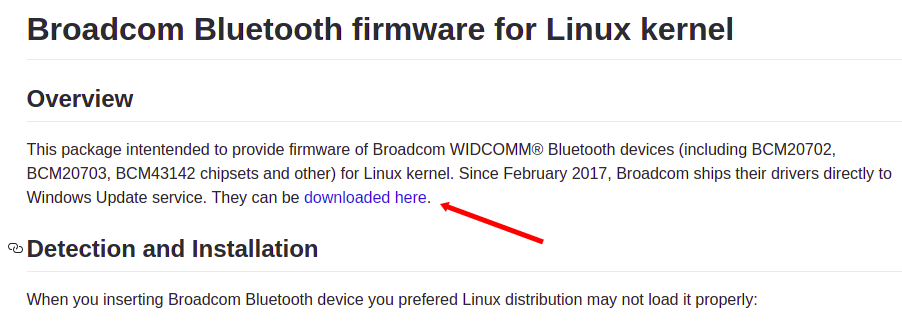 Broadcom Bluetooth firmware for Linux kernel
Overview
This package intentended to provide firmware of Broadcom WIDCOMM® Bluetooth devices (including BCM20702,
BCM20703, BCM43142 chipsets and other) for Linux kernel. Since February 2017, Broadcom ships their drivers directly to
Windows Update service. They can be downloaded here.
Detection and Installation
When you inserting Broadcom Bluetooth device you prefered Linux distribution may not load it properly: